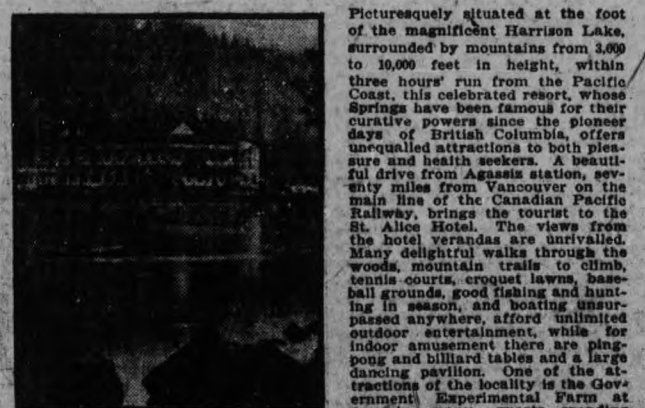 Picturesquely situated at the foot
of the magnificent Harrison Lake,
surrounded by mountains from 3,000
to 10,000 feet in height, within
three hours' run from the Pacific
Coast, this celebrated resort, whose
Springs have been famous for their
curative powers since the pioneer
days of British Columbia, offers
unequalled attractions to both plea-
sure and health seekers. A beauti-
ful drive from Agassiz station, sev-
enty miles from Vancouver on the
main line of the Canadian Pacific
Railway, brings the tourist to the
St. Alice Hotel. The views from
the hotel verandas are unrivalled.
Many delightful walks through the
woods, mountain trails to climb,
tennis courts, croquet lawns, base-
ball grounds, good fishing and hunt-
ing in season, and boating unsur-
passed anywhere, afford unlimited
outdoor entertainment, while for
indoor amusement there are ping-
pong and billiard tables and a large
dancing pavilion. One of the at-
tractions of the locality is the Gov-
ernment Experimental Farm at